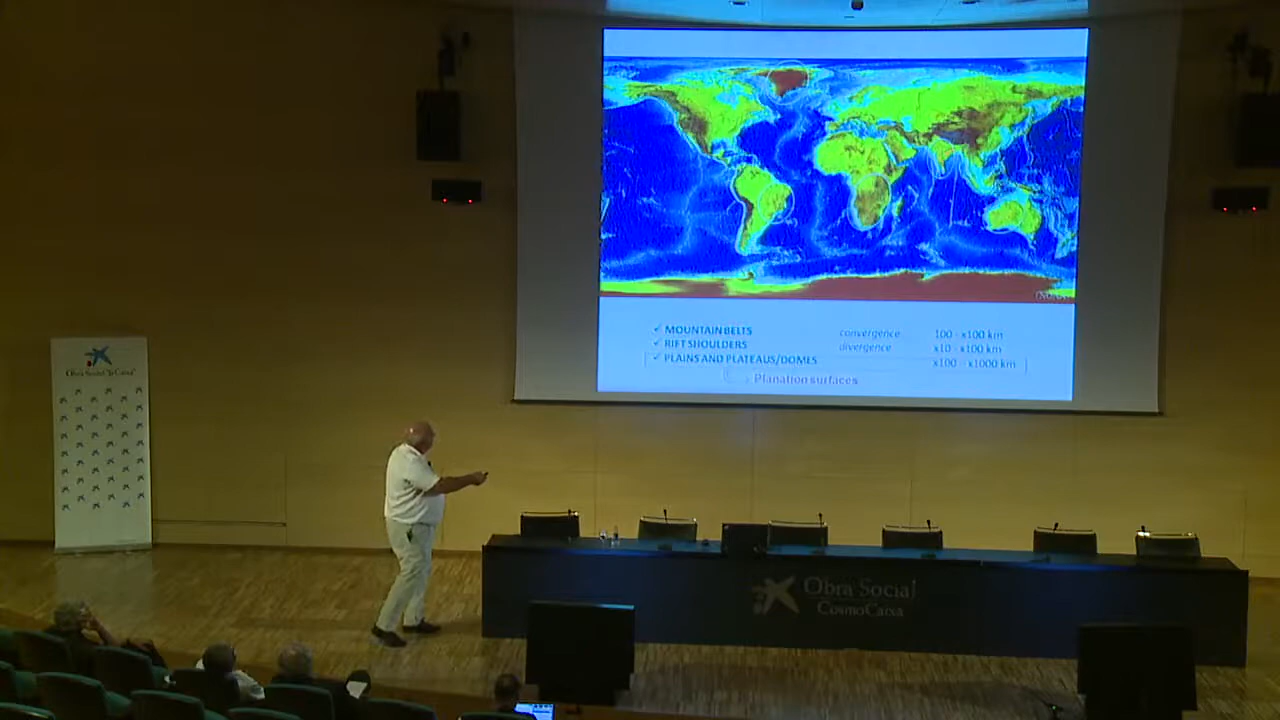 ✓ MOUNTAIN BELTS convergence 100 - x100 km
✓ RIFT SHOULDERS divergence x10 - x100 km
✓ PLAINS AND PLATEAUS/DOMES x100 - x1000 km
Planation surfaces
Obra Social "la Caixa"
Obra Social
CosmoCaixa